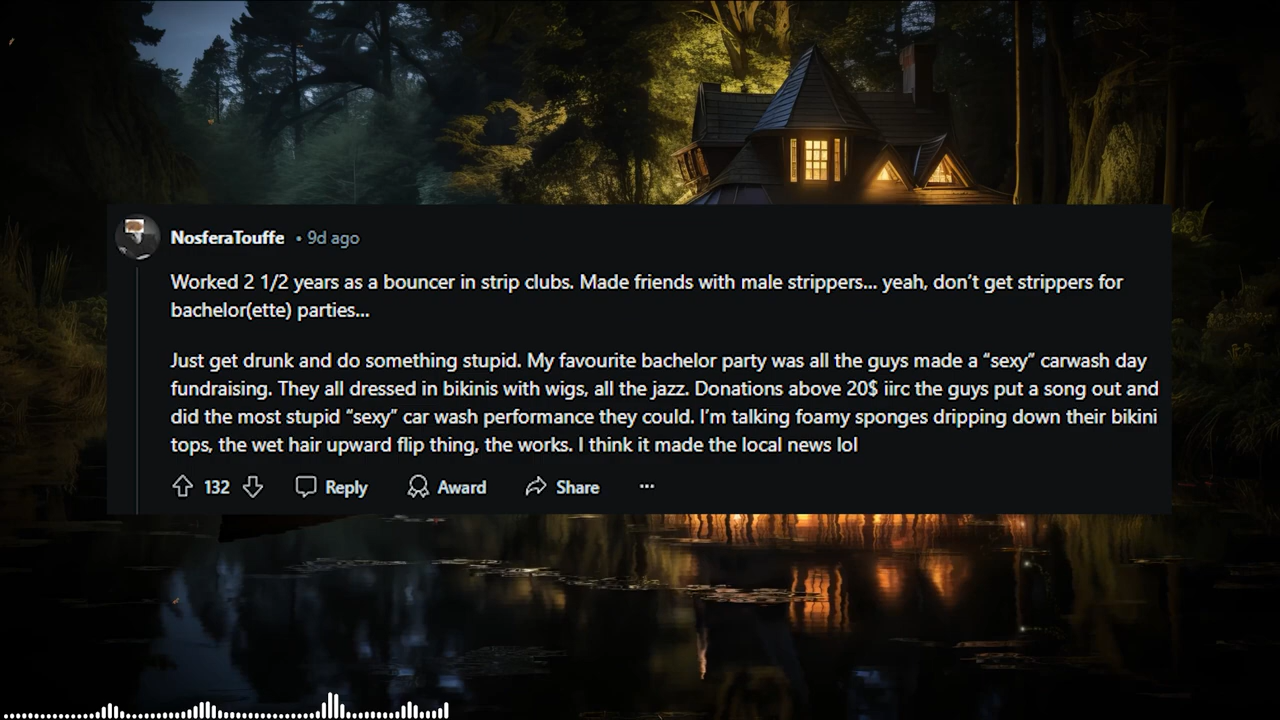 NosferaTouffe • 9d ago
Worked 2 1/2 years as a bouncer in strip clubs. Made friends with male strippers... yeah, don’t get strippers for
bachelor(ette) parties...
Just get drunk and do something stupid. My favourite bachelor party was all the guys made a “sexy” carwash day
fundraising. They all dressed in bikinis with wigs, all the jazz. Donations above 20$ iirc the guys put a song out and
did the most stupid “sexy” car wash performance they could. I’m talking foamy sponges dripping down their bikini
tops, the wet hair upward flip thing, the works. I think it made the local news lol
132 Reply Award Share ...